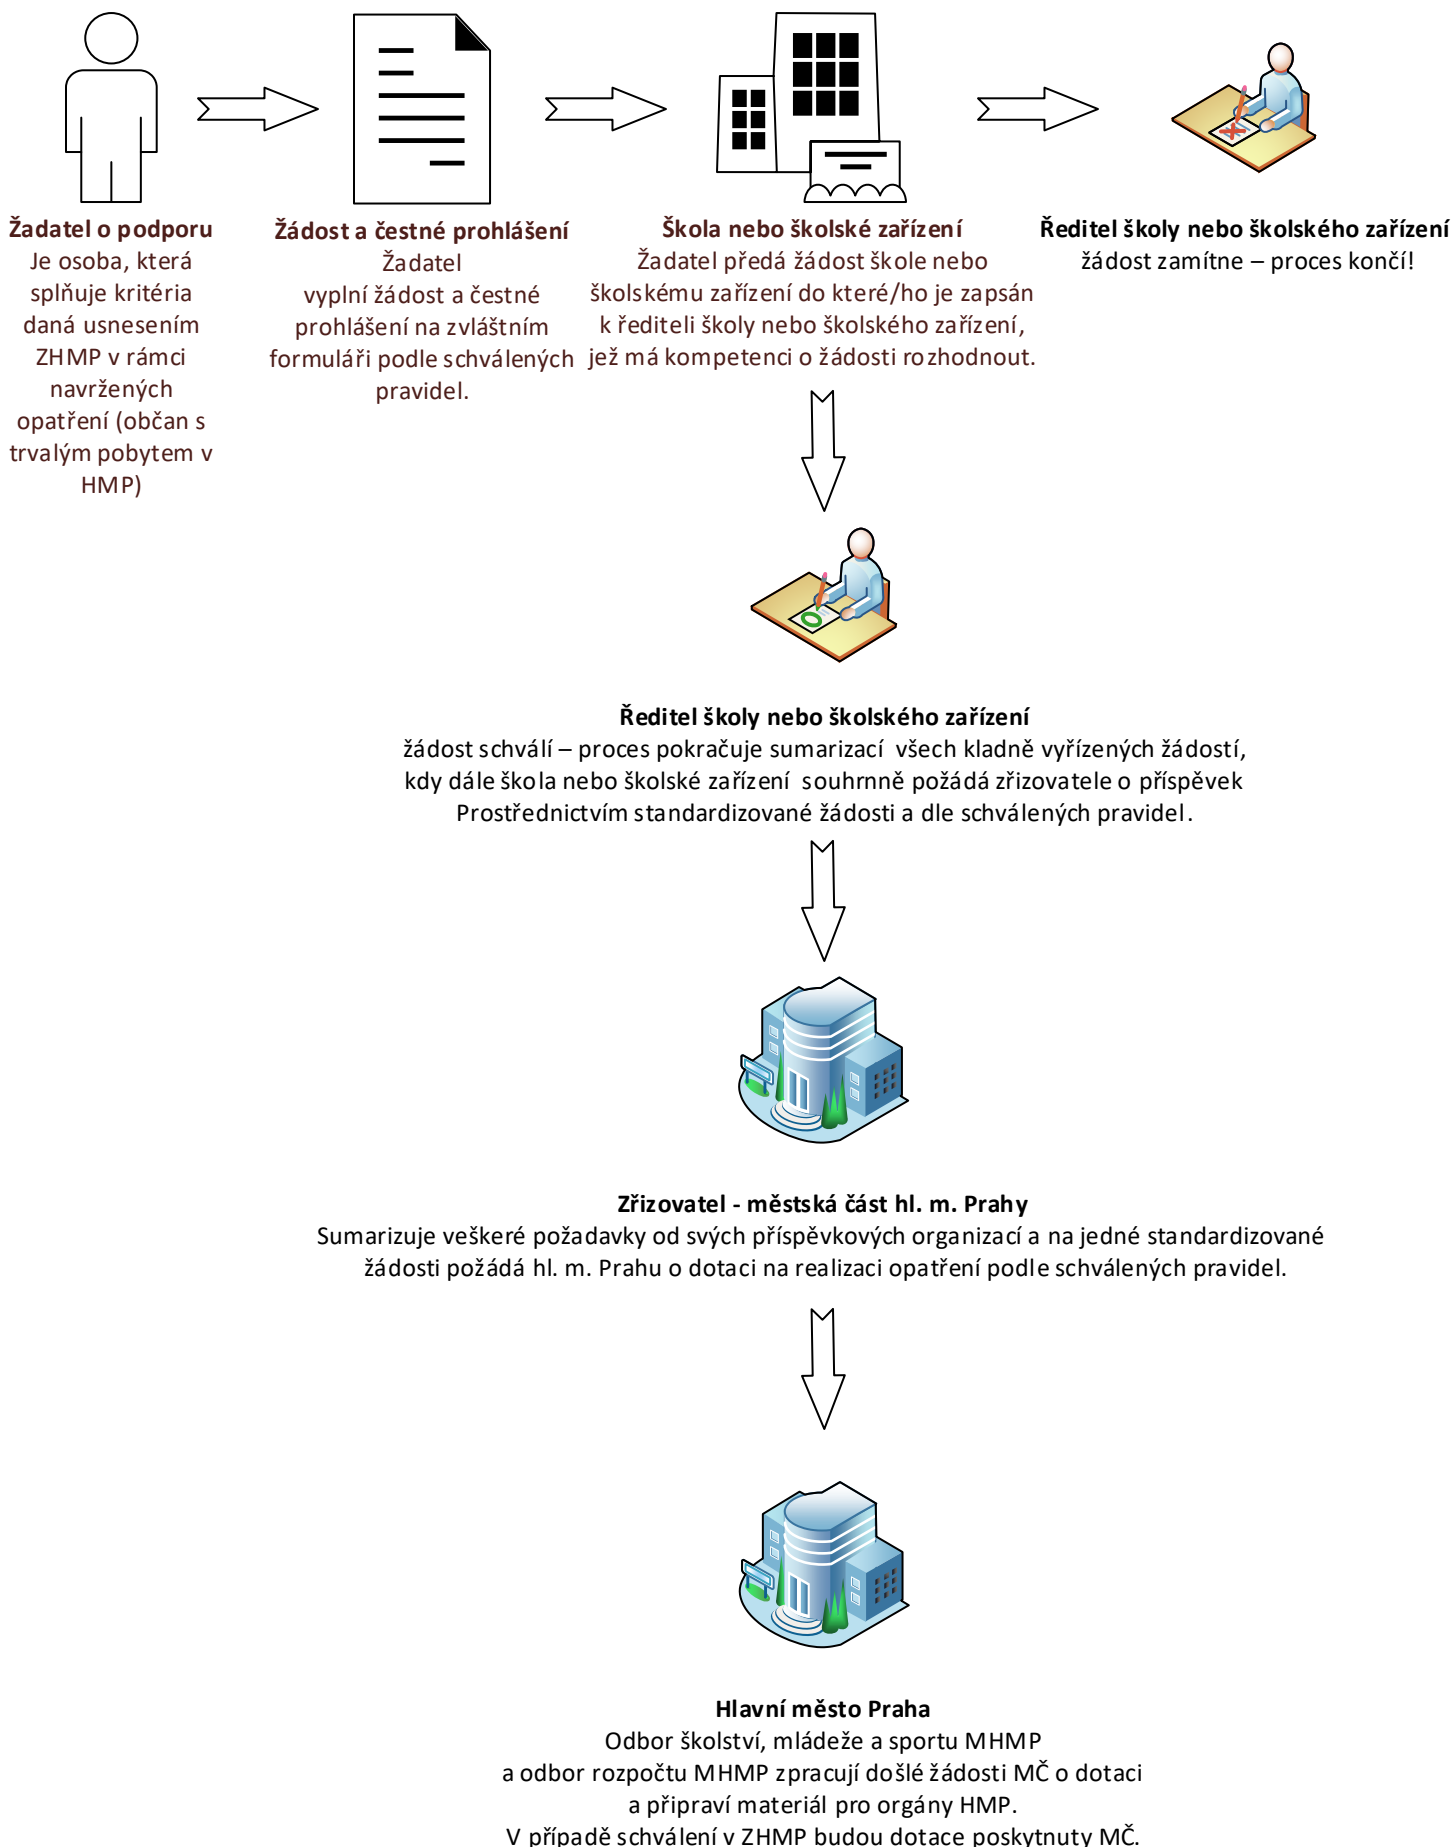 Žadatel o podporu
Je osoba, která
splňuje kritéria
daná usnesením
ZHMP v rámci
navržených
opatření (občan s
trvalým pobytem v
HMP)
Žádost a čestné prohlášení
Žadatel
vyplní žádost a čestné
prohlášení na zvláštním
formuláři podle schválených
pravidel.
Škola nebo školské zařízení
Žadatel předá žádost škole nebo
školskému zařízení do které/ho je zapsán
k řediteli školy nebo školského zařízení,
jež má kompetenci o žádosti rozhodnout.
Ředitel školy nebo školského zařízení
žádost zamítne – proces končí!
Ředitel školy nebo školského zařízení
žádost schválí – proces pokračuje sumarizací všech kladně vyřízených žádostí,
kdy dále škola nebo školské zařízení souhrnně požádá zřizovatele o příspěvek
Prostřednictvím standardizované žádosti a dle schválených pravidel.
Zřizovatel - městská část hl. m. Prahy
Sumarizuje veškeré požadavky od svých příspěvkových organizací a na jedné standardizované
žádosti požádá hl. m. Prahu o dotaci na realizaci opatření podle schválených pravidel.
Hlavní město Praha
Odbor školství, mládeže a sportu MHMP
a odbor rozpočtu MHMP zpracují došlé žádosti MČ o dotaci
a připraví materiál pro orgány HMP.
V případě schválení v ZHMP budou dotace poskytnuty MČ.